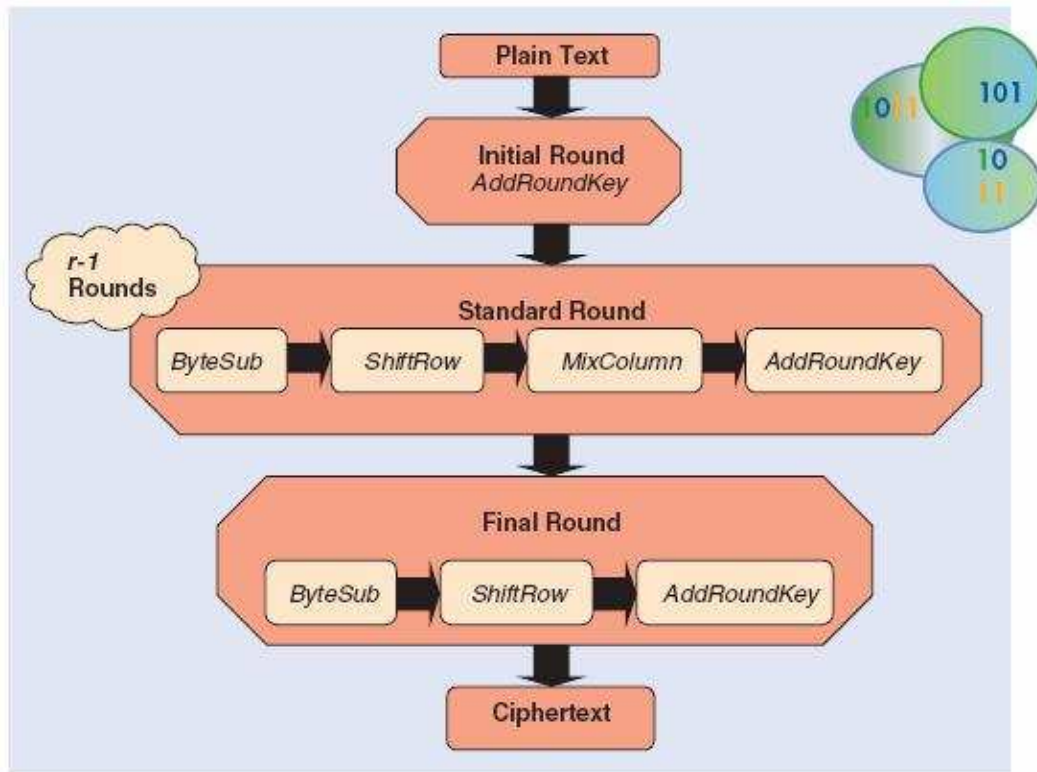 Plain Text
1011
101
10
11
Initial Round
AddRoundKey
r-1
Rounds
Standard Round
ByteSub
ShiftRow
MixColumn
AddRoundKey
Final Round
ByteSub
ShiftRow
AddRoundKey
Ciphertext